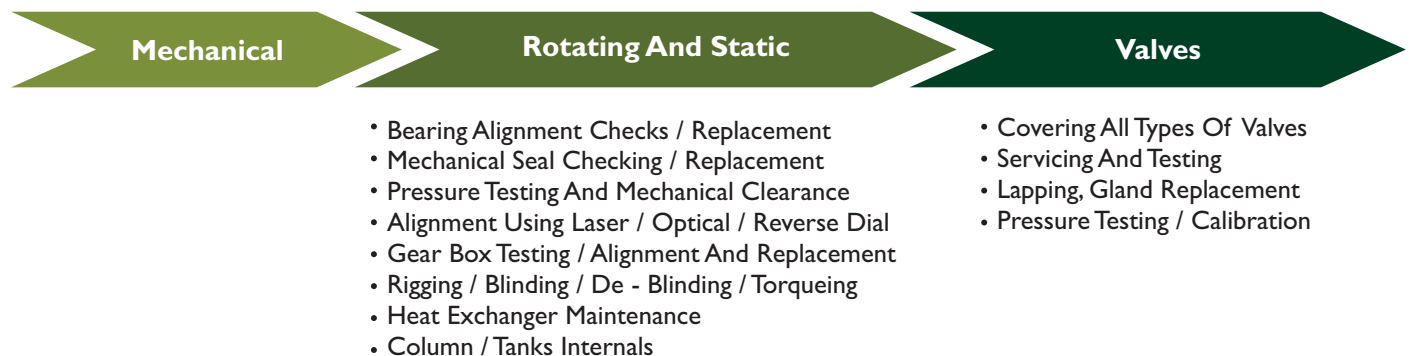 Mechanical
Rotating And Static
Valves
• Bearing Alignment Checks / Replacement
• Mechanical Seal Checking / Replacement
• Pressure Testing And Mechanical Clearance
• Alignment Using Laser / Optical / Reverse Dial
• Gear Box Testing / Alignment And Replacement
• Rigging / Blinding / De - Blinding / Torqueing
• Heat Exchanger Maintenance
• Column / Tanks Internals
• Covering All Types Of Valves
• Servicing And Testing
• Lapping, Gland Replacement
• Pressure Testing / Calibration